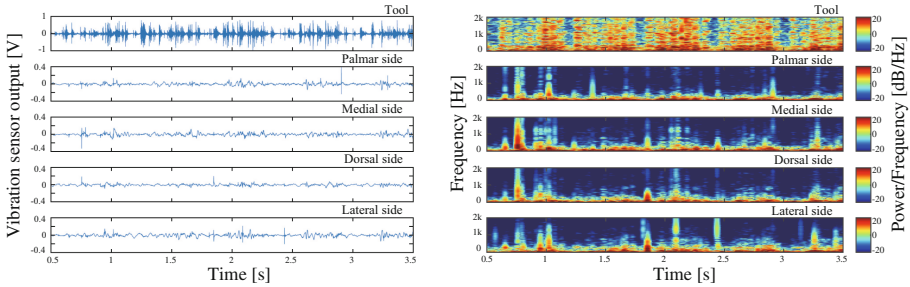 Vibration sensor output [V]
Tool
1
0
-1
Palmar side
0.4
0
-0.4
Medial side
0.4
0
-0.4
Dorsal side
0.4
0
-0.4
Lateral side
0.4
0
-0.4
0.5 1 1.5 2 2.5 3 3.5
Time [s]
Frequency [Hz]
Tool
2k
1k
0
Palmar side
2k
1k
0
Medial side
2k
1k
0
Dorsal side
2k
1k
0
Lateral side
2k
1k
0
0.5 1 1.5 2 2.5 3 3.5
Time [s]
20
0
-20
20
0
-20
20
0
-20
20
0
-20
20
0
-20
Power/Frequency [dB/Hz]